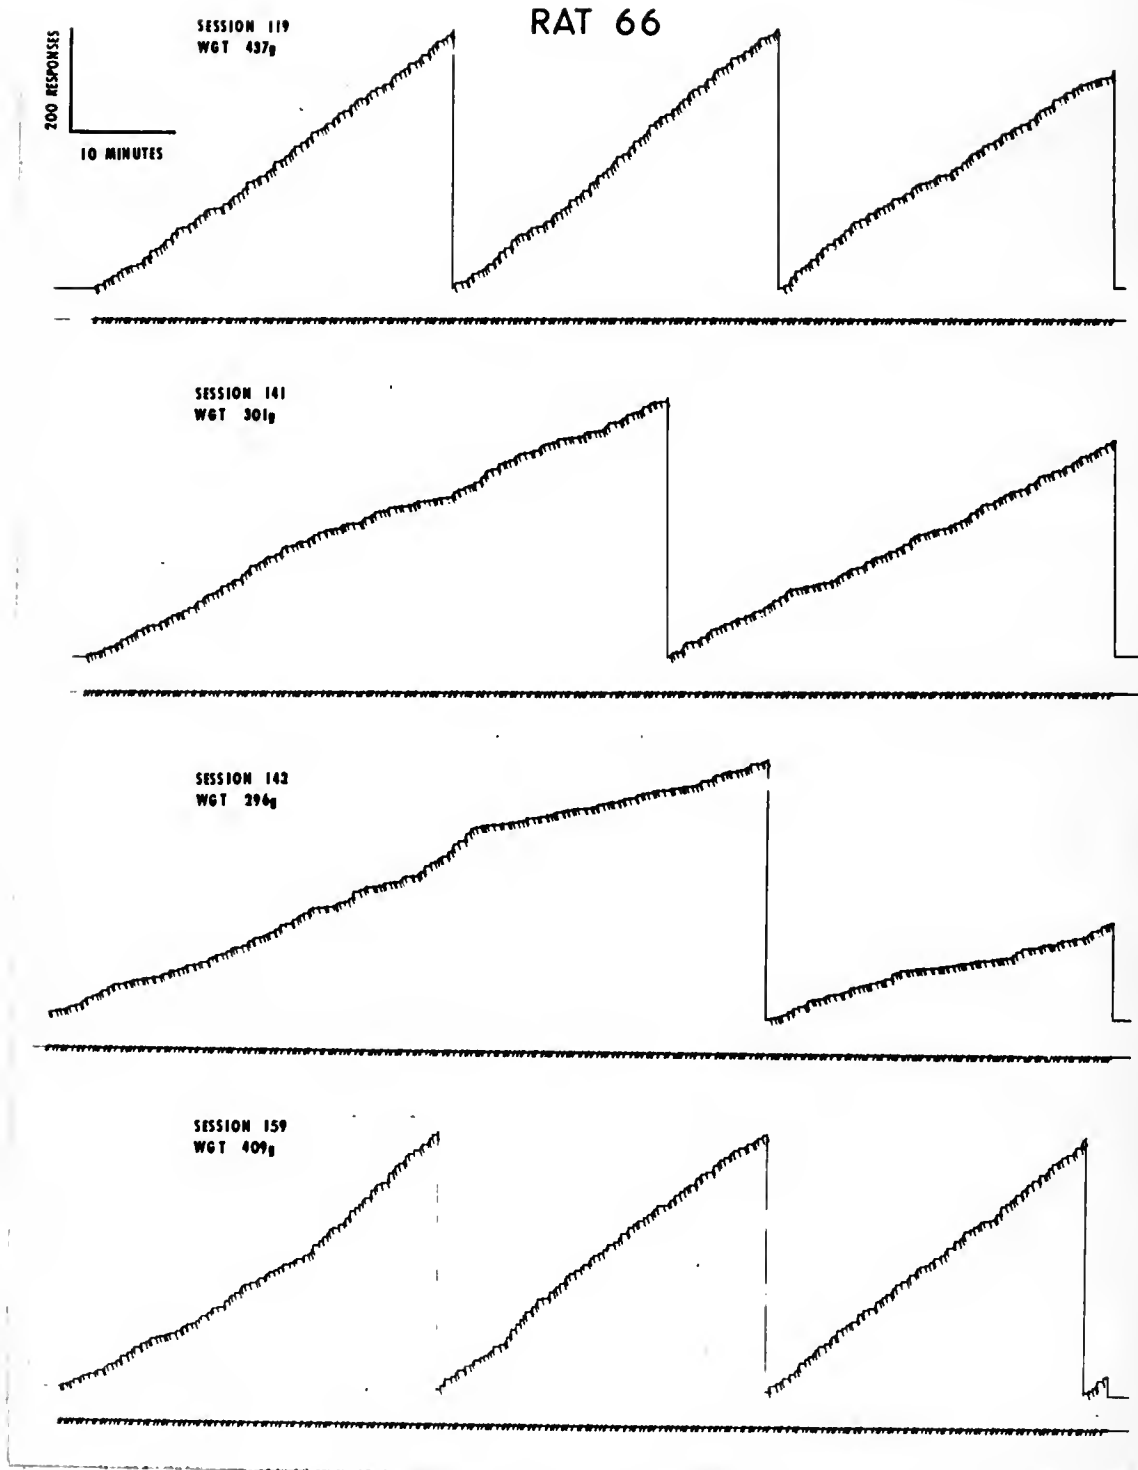 RAT 66
SESSION 119
WGT 437g
200 RESPONSES
10 MINUTES
SESSION 141
WGT 301g
SESSION 142
WGT 296g
SESSION 159
WGT 409g